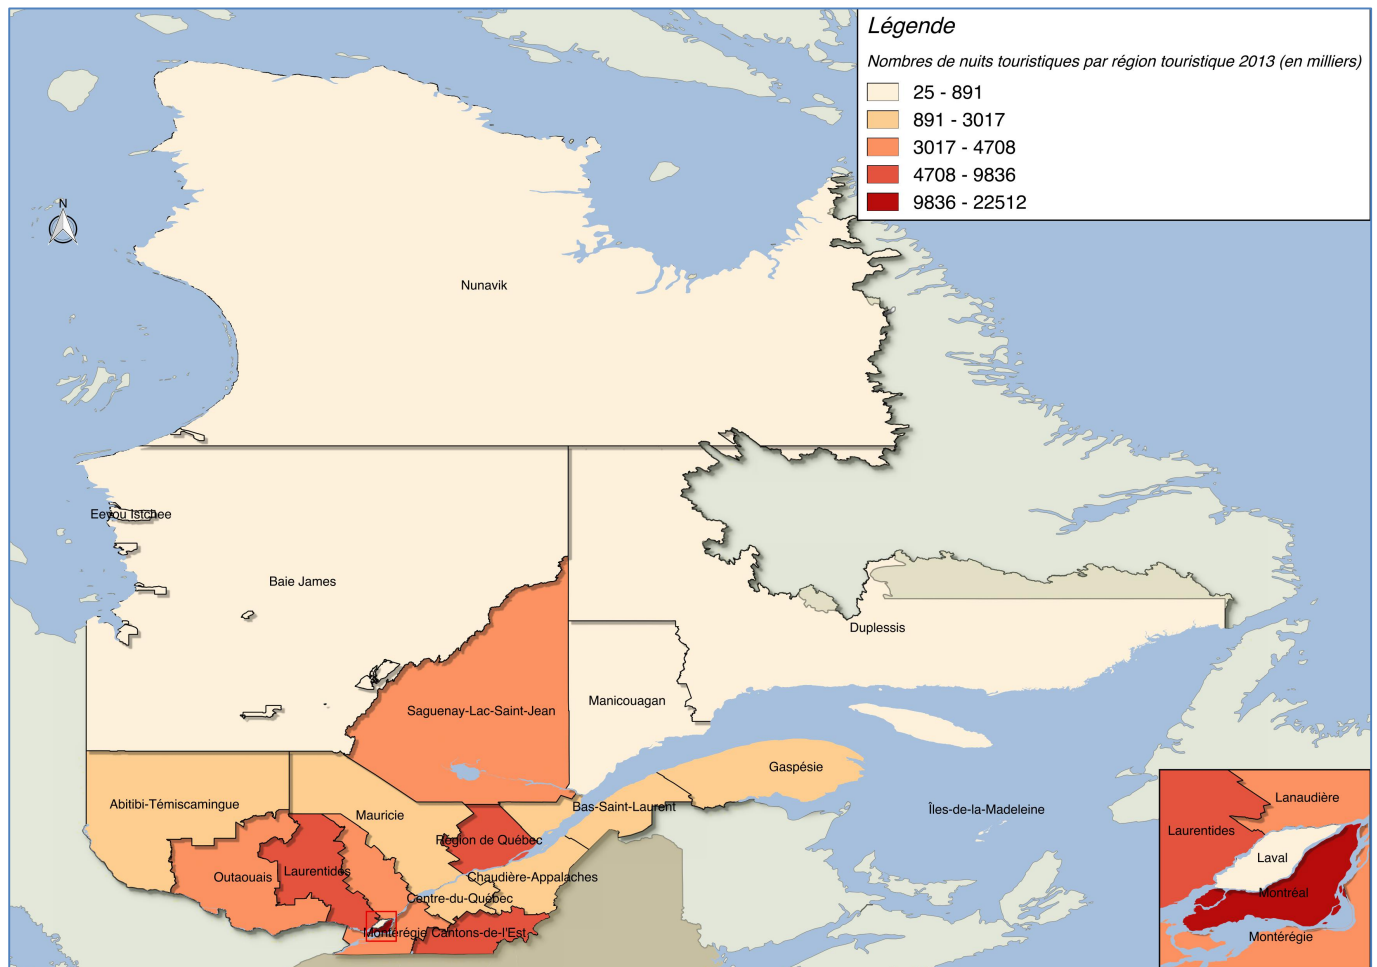 Légende
Nombres de nuits touristiques par région touristique 2013 (en milliers)
25 - 891
891 - 3017
3017 - 4708
4708 - 9836
9836 - 22512
N
Nunavik
Eeyou Istchee
Baie James
Duplessis
Manicouagan
Saguenay-Lac-Saint-Jean
Gaspésie
Abitibi-Témiscamingue
Mauricie
Bas-Saint-Laurent
Îles-de-la-Madeleine
Région de Québec
Outaouais
Laurentides
Chaudière-Appalaches
Centre-du-Québec
Montérégie
Cantons-de-l'Est
Lanaudière
Laurentides
Laval
Montréal
Montérégie